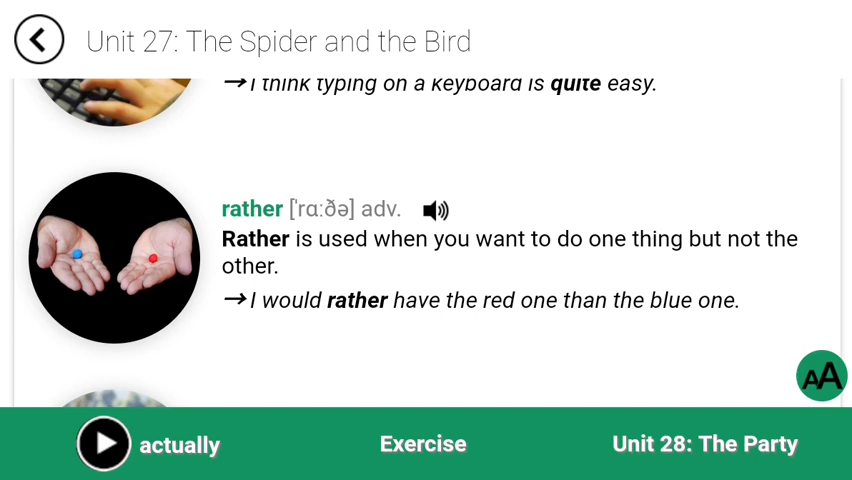 Unit 27: The Spider and the Bird
→ I think typing on a keyboard is quite easy.
rather [ˈrɑːðə] adv.
Rather is used when you want to do one thing but not the
other.
→ I would rather have the red one than the blue one.
AA
actually
Exercise
Unit 28: The Party